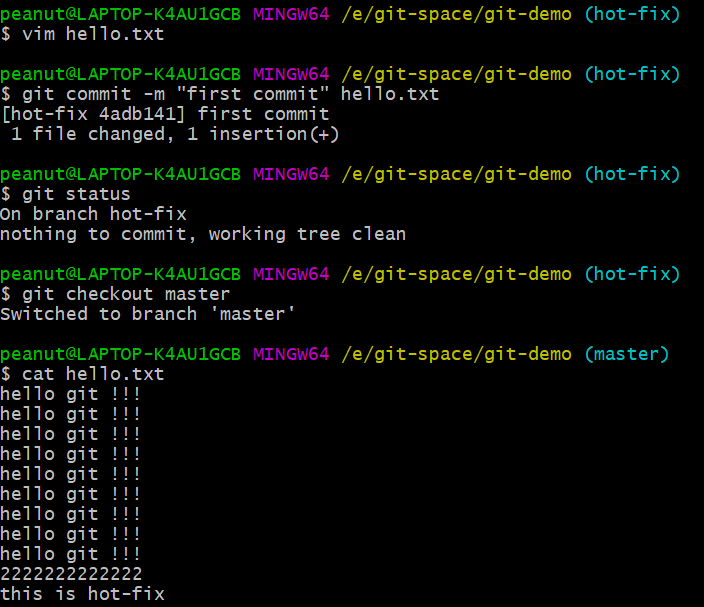 peanut@LAPTOP-K4AU1GCB MINGW64 /e/git-space/git-demo (hot-fix)
$ vim hello.txt
peanut@LAPTOP-K4AU1GCB MINGW64 /e/git-space/git-demo (hot-fix)
$ git commit -m "first commit" hello.txt
[hot-fix 4adb141] first commit
 1 file changed, 1 insertion(+)
peanut@LAPTOP-K4AU1GCB MINGW64 /e/git-space/git-demo (hot-fix)
$ git status
On branch hot-fix
nothing to commit, working tree clean
peanut@LAPTOP-K4AU1GCB MINGW64 /e/git-space/git-demo (hot-fix)
$ git checkout master
Switched to branch 'master'
peanut@LAPTOP-K4AU1GCB MINGW64 /e/git-space/git-demo (master)
$ cat hello.txt
hello git !!!
hello git !!!
hello git !!!
hello git !!!
hello git !!!
hello git !!!
hello git !!!
hello git !!!
hello git !!!
2222222222222
this is hot-fix